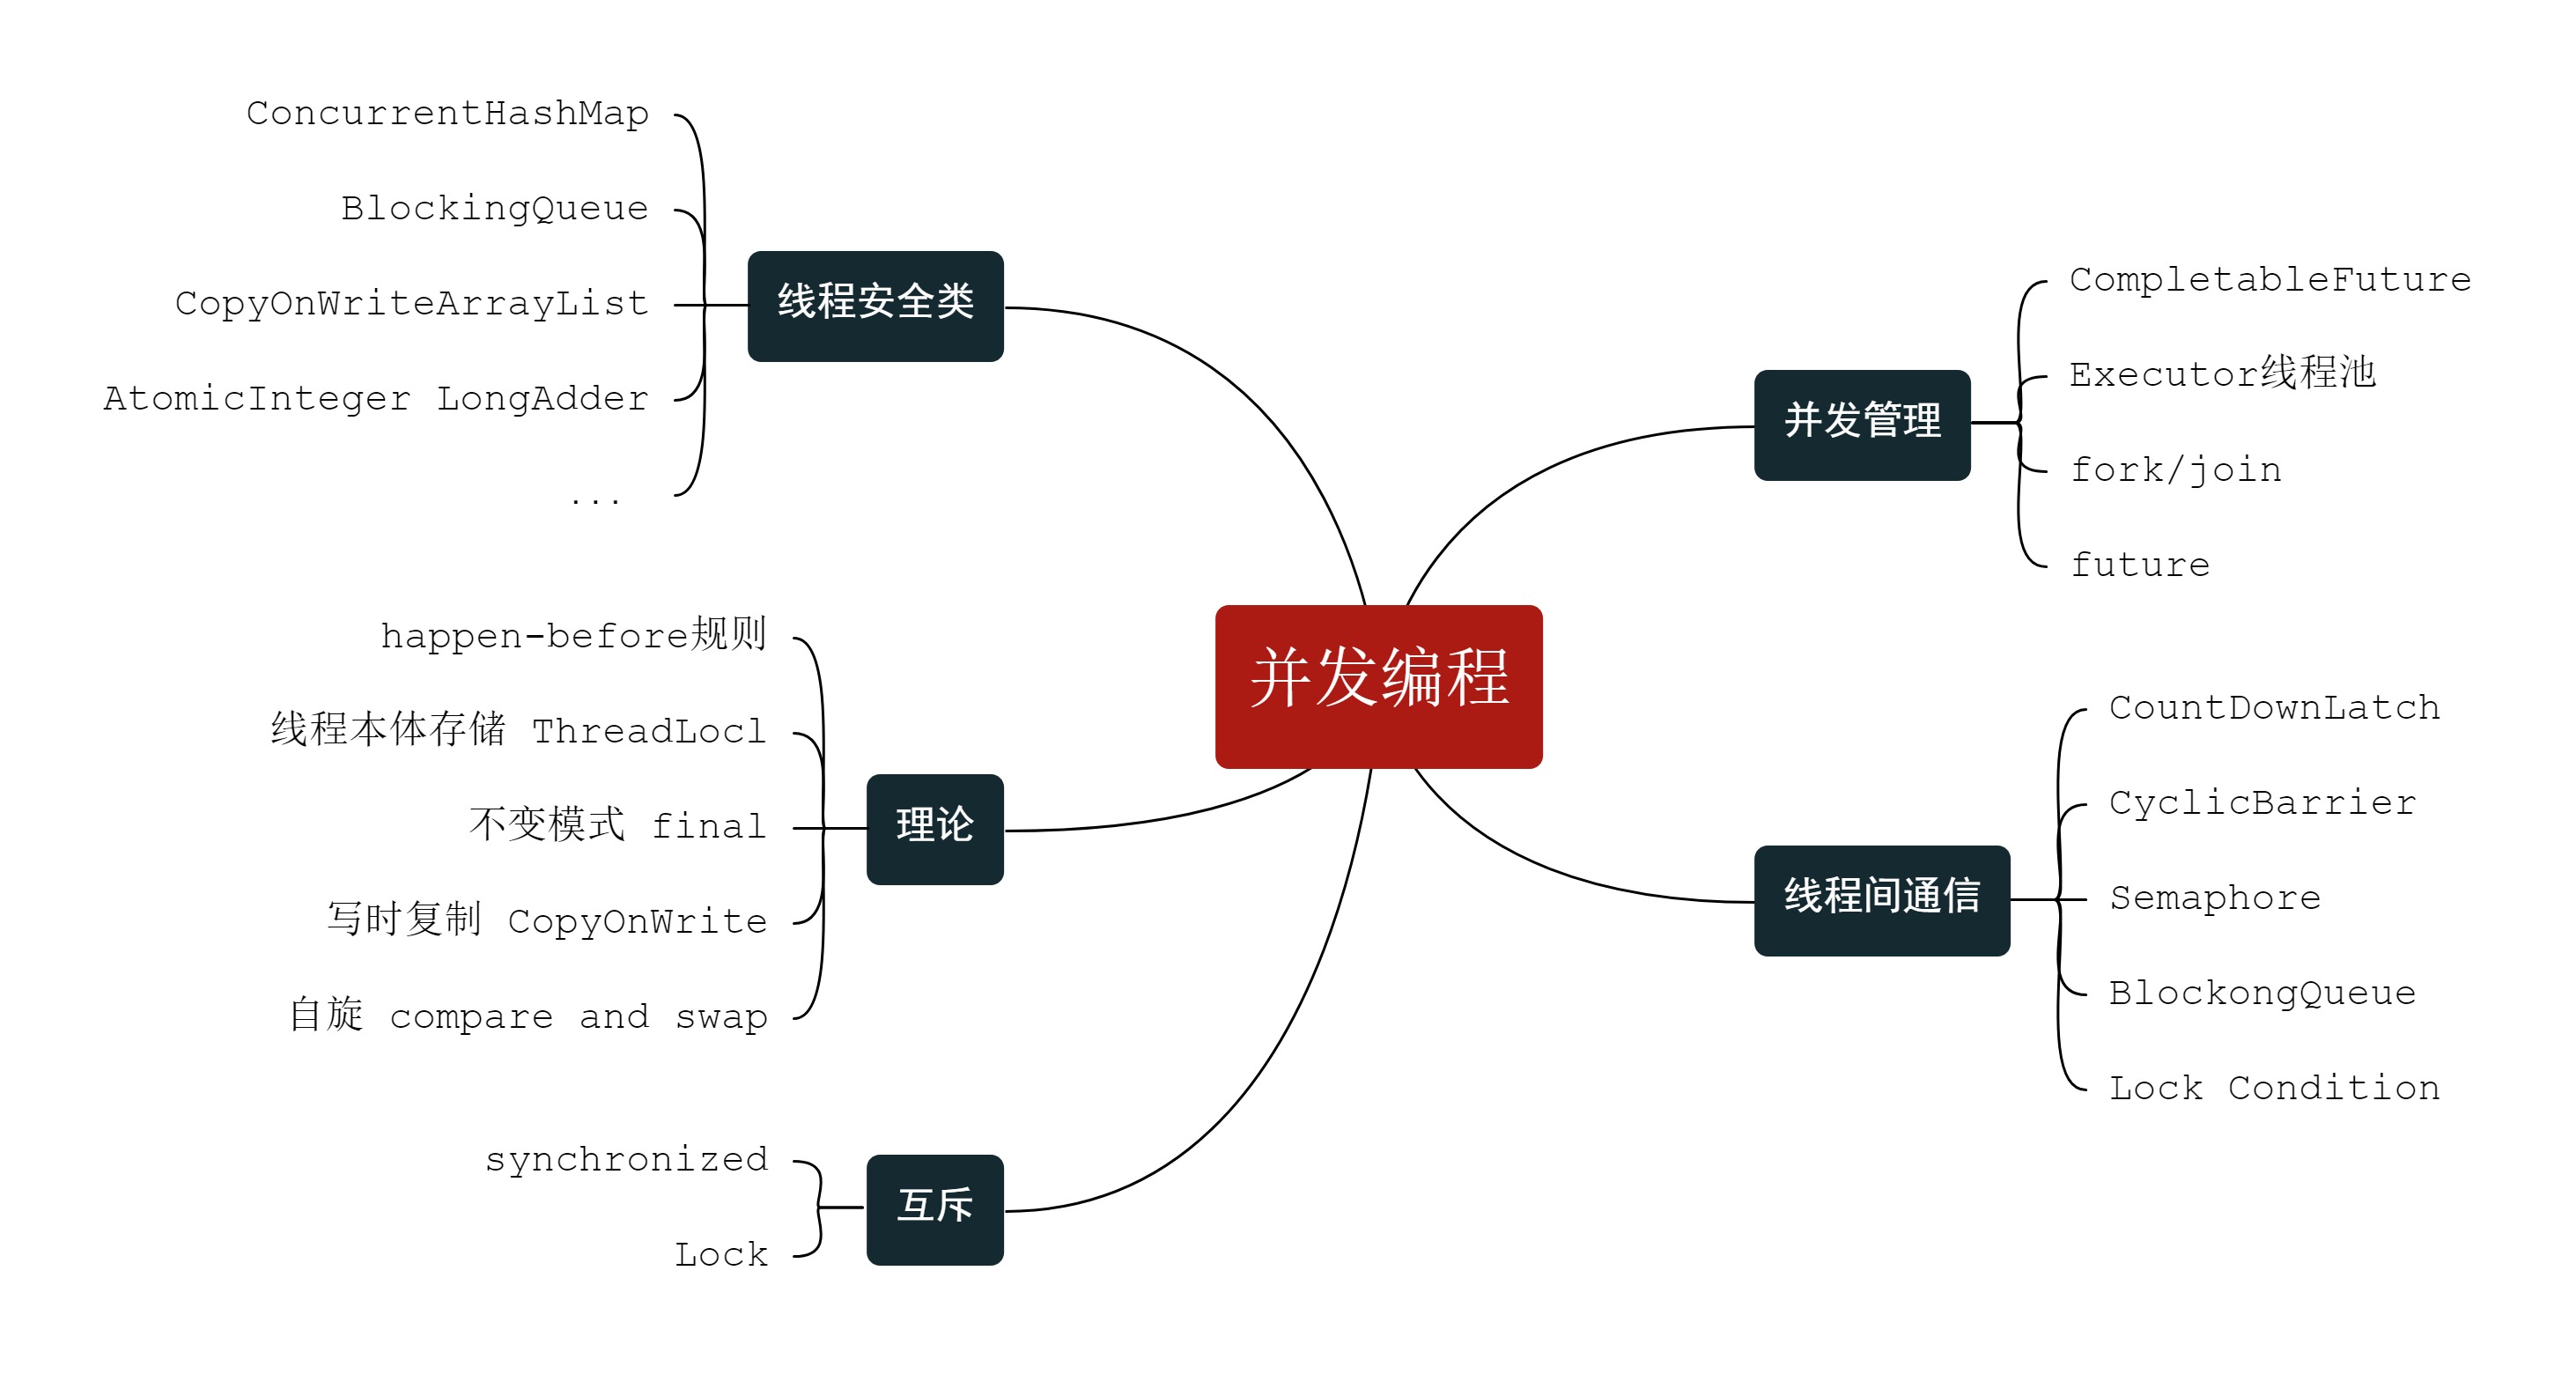 并发编程
线程安全类
ConcurrentHashMap
BlockingQueue
CopyOnWriteArrayList
AtomicInteger LongAdder
...
理论
happen-before规则
线程本体存储 ThreadLocl
不变模式 final
写时复制 CopyOnWrite
自旋 compare and swap
互斥
synchronized
Lock
并发管理
CompletableFuture
Executor线程池
fork/join
future
线程间通信
CountDownLatch
CyclicBarrier
Semaphore
BlockongQueue
Lock Condition